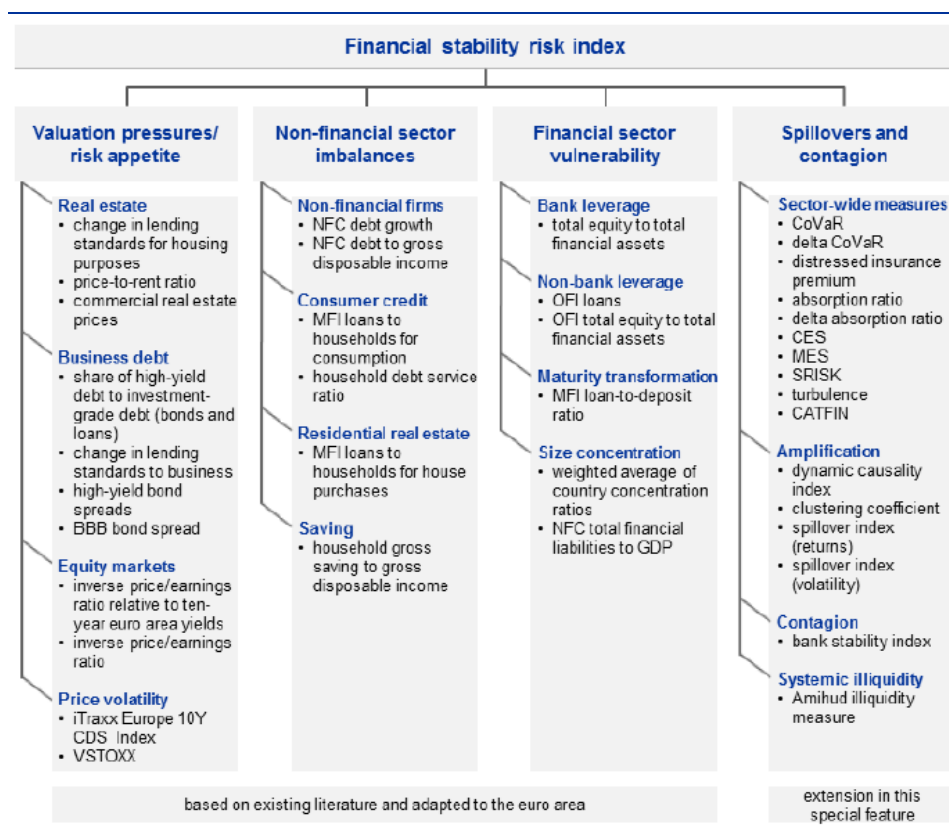 Financial stability risk index
Valuation pressures/
risk appetite
Real estate
• change in lending
standards for housing
purposes
• price-to-rent ratio
• commercial real estate
prices
Business debt
• share of high-yield
debt to investment-
grade debt (bonds and
loans)
• change in lending
standards to business
• high-yield bond
spreads
• BBB bond spread
Equity markets
• inverse price/earnings
ratio relative to ten-
year euro area yields
• inverse price/earnings
ratio
Price volatility
• iTraxx Europe 10Y
CDS Index
• VSTOXX
Non-financial sector
imbalances
Non-financial firms
• NFC debt growth
• NFC debt to gross
disposable income
Consumer credit
• MFI loans to
households for
consumption
• household debt service
ratio
Residential real estate
• MFI loans to
households for house
purchases
Saving
• household gross
saving to gross
disposable income
Financial sector
vulnerability
Bank leverage
• total equity to total
financial assets
Non-bank leverage
• OFI loans
• OFI total equity to total
financial assets
Maturity transformation
• MFI loan-to-deposit
ratio
Size concentration
• weighted average of
country concentration
ratios
• NFC total financial
liabilities to GDP
Spillovers and
contagion
Sector-wide measures
• CoVaR
• delta CoVaR
• distressed insurance
premium
• absorption ratio
• delta absorption ratio
• CES
• MES
• SRISK
• turbulence
• CATFIN
Amplification
• dynamic causality
index
• clustering coefficient
• spillover index
(returns)
• spillover index
(volatility)
Contagion
• bank stability index
Systemic illiquidity
• Amihud illiquidity
measure
based on existing literature and adapted to the euro area
extension in this
special feature